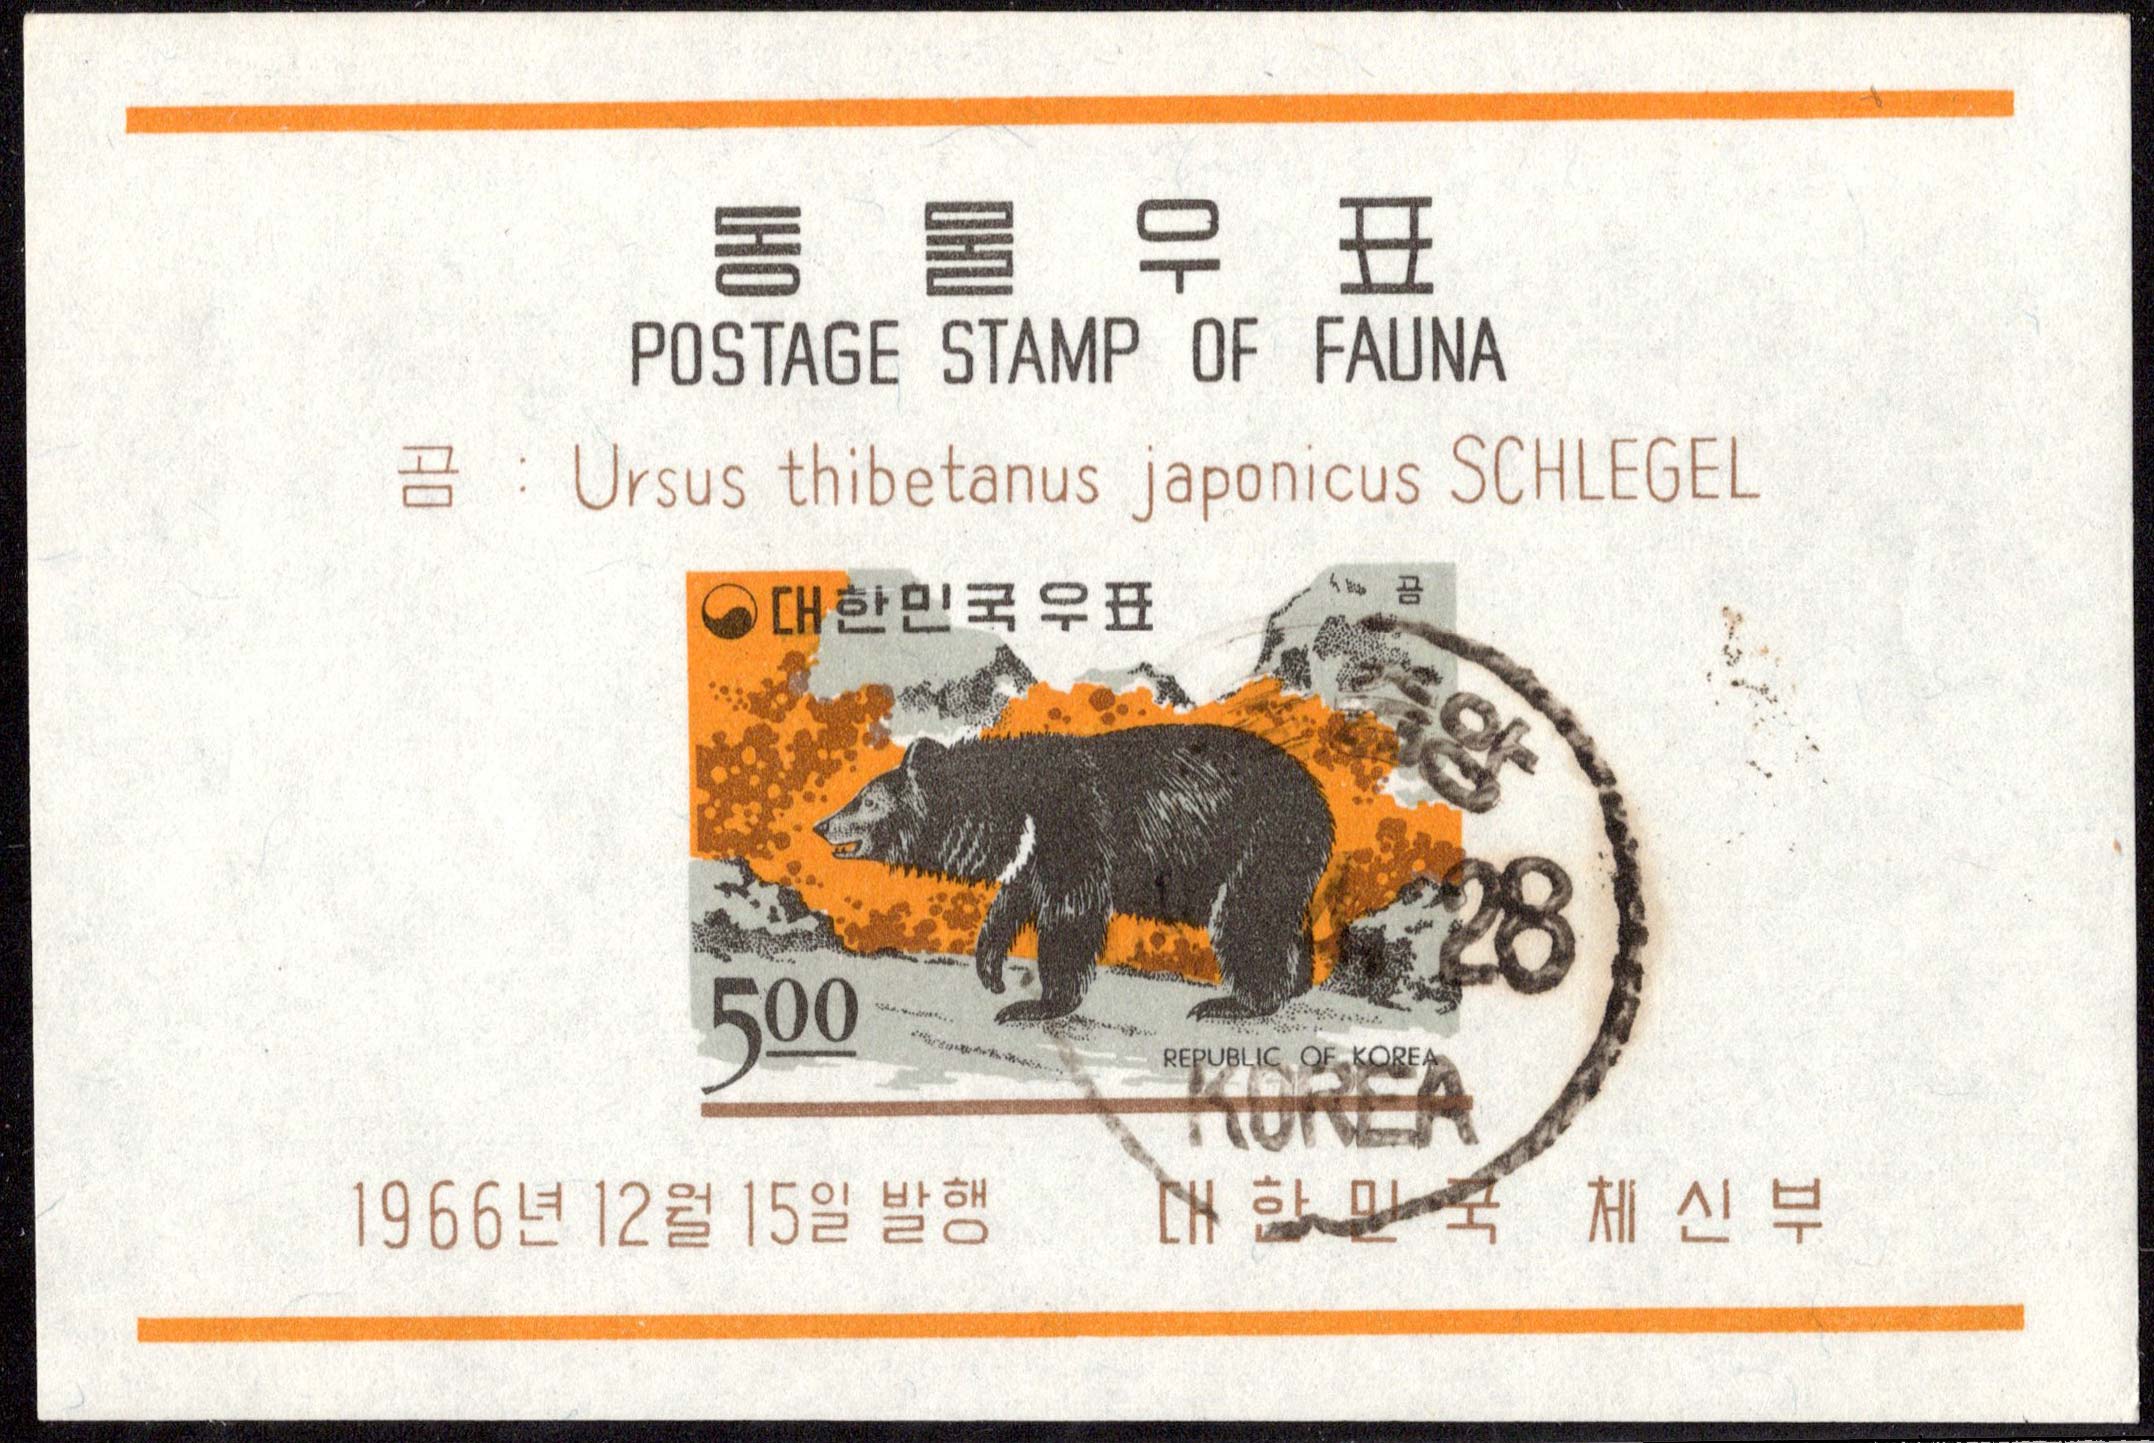 동물우표
POSTAGE STAMP OF FAUNA
곰 : Ursus thibetanus japonicus SCHLEGEL
대한민국우표
곰
28
5.00
REPUBLIC OF KOREA
KOREA
1966년 12월 15일 발행 대한민국 체신부